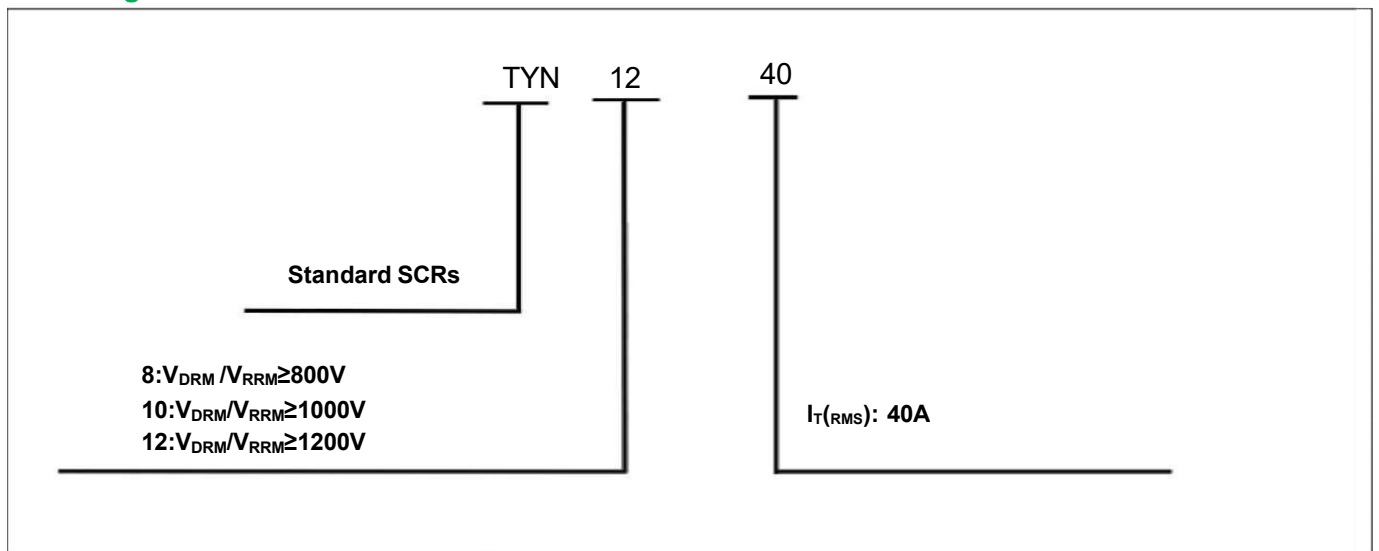 TYN 12 40
Standard SCRs
8:VDRM /VRRM≥800V
10:VDRM/VRRM≥1000V
12:VDRM/VRRM≥1200V
IT(RMS): 40A